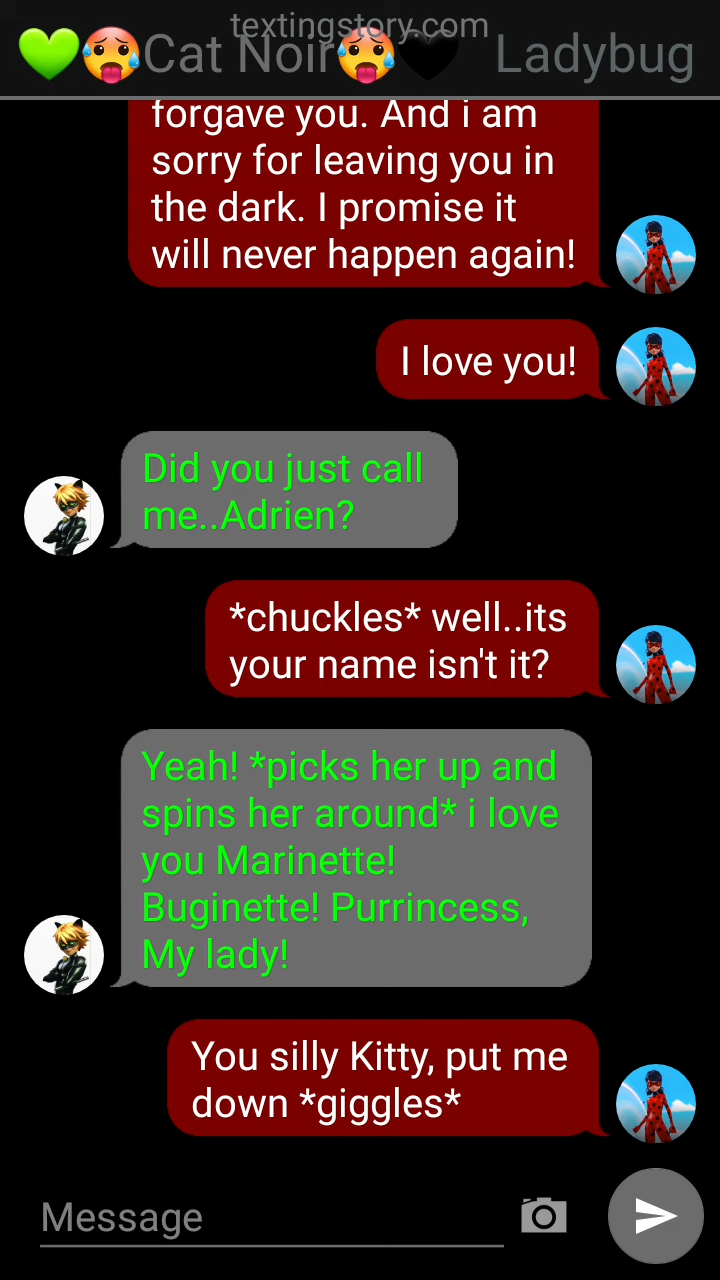 textingstory.com
💚🥵Cat Noir🥵🖤 Ladybug
forgave you. And i am
sorry for leaving you in
the dark. I promise it
will never happen again!
I love you!
Did you just call
me..Adrien?
*chuckles* well..its
your name isn't it?
Yeah! *picks her up and
spins her around* i love
you Marinette!
Buginette! Purrincess,
My lady!
You silly Kitty, put me
down *giggles*
Message